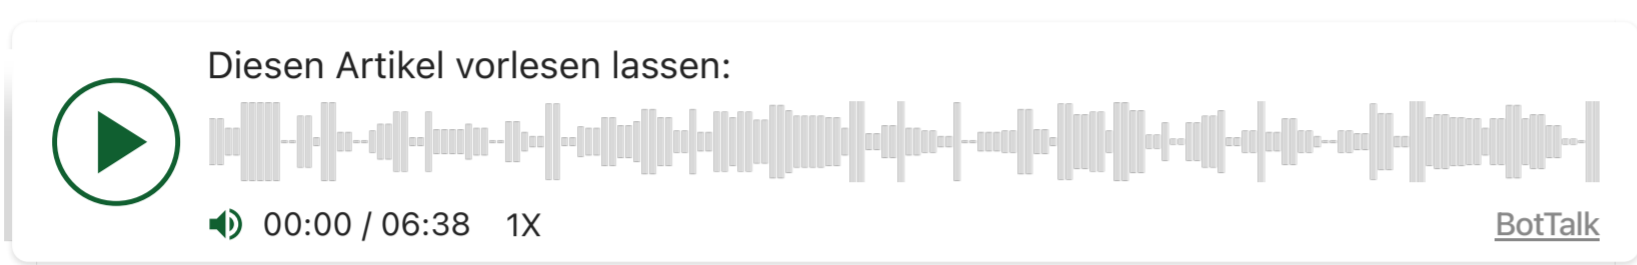 Diesen Artikel vorlesen lassen:
00:00 / 06:38 1X
BotTalk